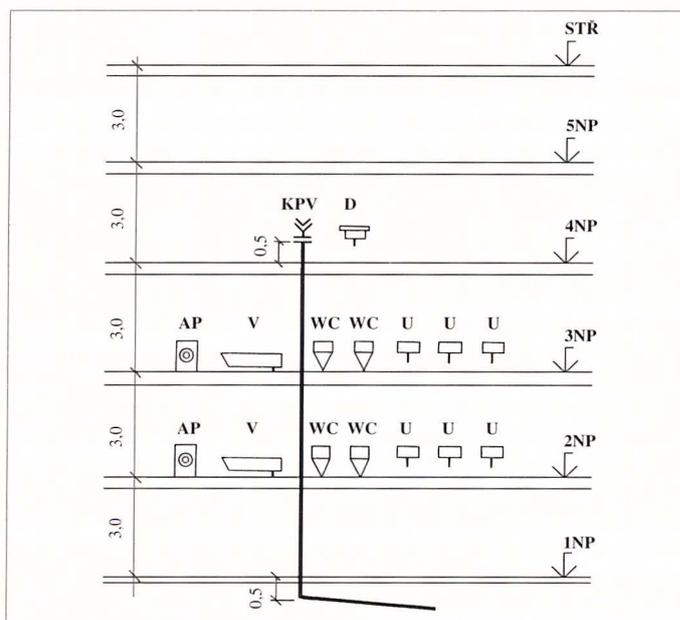 STŘ
3.0
5NP
3.0
KPV D
4NP
0.5
3.0
AP V WC WC U U U
3NP
3.0
AP V WC WC U U U
2NP
3.0
1NP
0.5